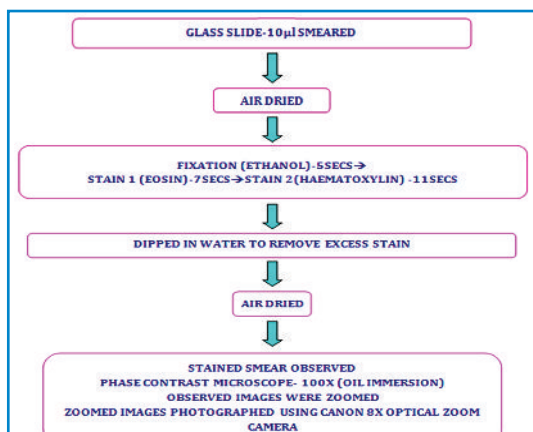 GLASS SLIDE-10µl SMEARED
AIR DRIED
FIXATION (ETHANOL)-5SECS→
STAIN 1 (EOSIN)-7SECS→STAIN 2(HAEMATOXYLIN) -11SECS
DIPPED IN WATER TO REMOVE EXCESS STAIN
AIR DRIED
STAINED SMEAR OBSERVED
PHASE CONTRAST MICROSCOPE- 100X (OIL IMMERSION)
OBSERVED IMAGES WERE ZOOMED
ZOOMED IMAGES PHOTOGRAPHED USING CANON 8X OPTICAL ZOOM
CAMERA